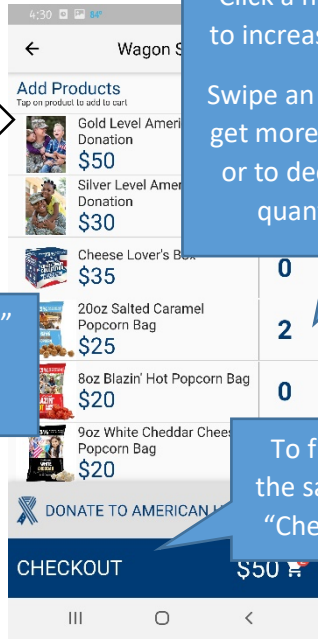 4:30
84°
Click a
to increas
Wagon S
Swipe an
get more
or to de
quan
Add Products
Tap on product to add to cart
Gold Level Ameri
Donation
$50
Silver Level Amer
Donation
$30
Cheese Lover's B
$35
0
”
20oz Salted Caramel
Popcorn Bag
$25
2
8oz Blazin' Hot Popcorn Bag
$20
0
9oz White Cheddar Chee
Popcorn Bag
$20
To f
the sa
“Che
DONATE TO AMERICAN
CHECKOUT
$50